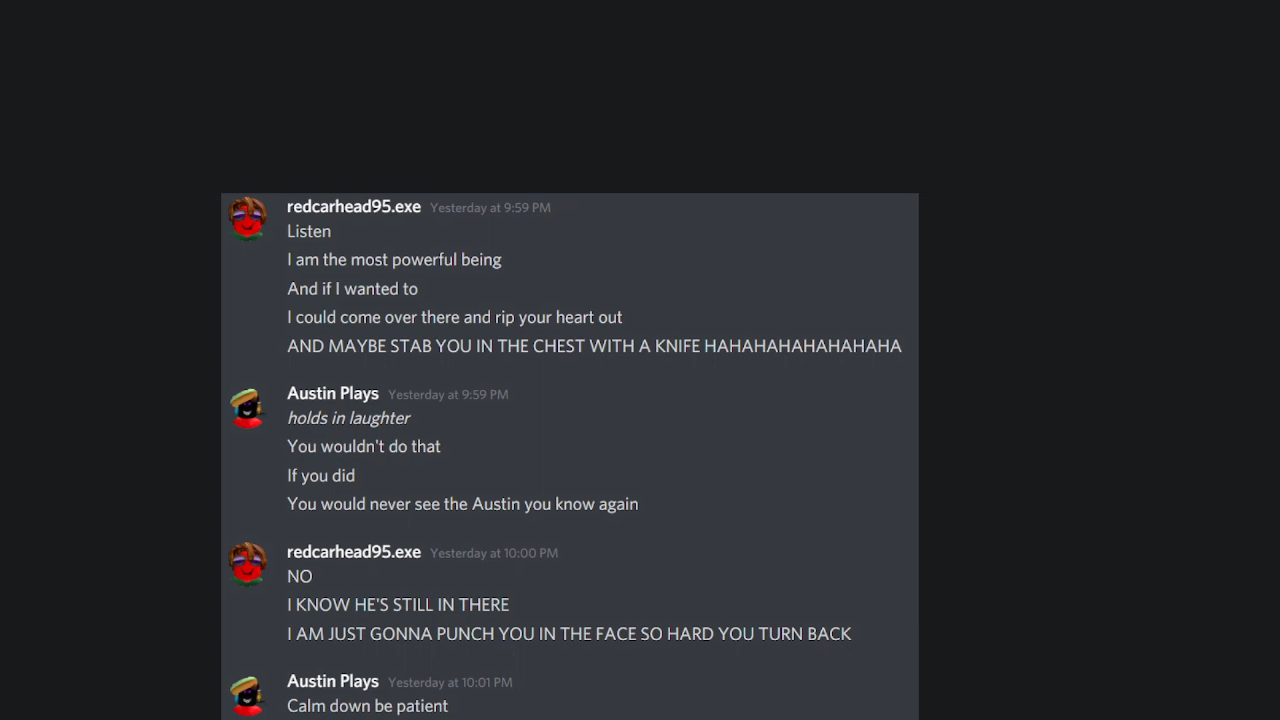 redcarhead95.exe Yesterday at 9:59 PM
Listen
I am the most powerful being
And if I wanted to
I could come over there and rip your heart out
AND MAYBE STAB YOU IN THE CHEST WITH A KNIFE HAHAHAHAHAHAHAHA
Austin Plays Yesterday at 9:59 PM
holds in laughter
You wouldn't do that
If you did
You would never see the Austin you know again
redcarhead95.exe Yesterday at 10:00 PM
NO
I KNOW HE'S STILL IN THERE
I AM JUST GONNA PUNCH YOU IN THE FACE SO HARD YOU TURN BACK
Austin Plays Yesterday at 10:01 PM
Calm down be patient